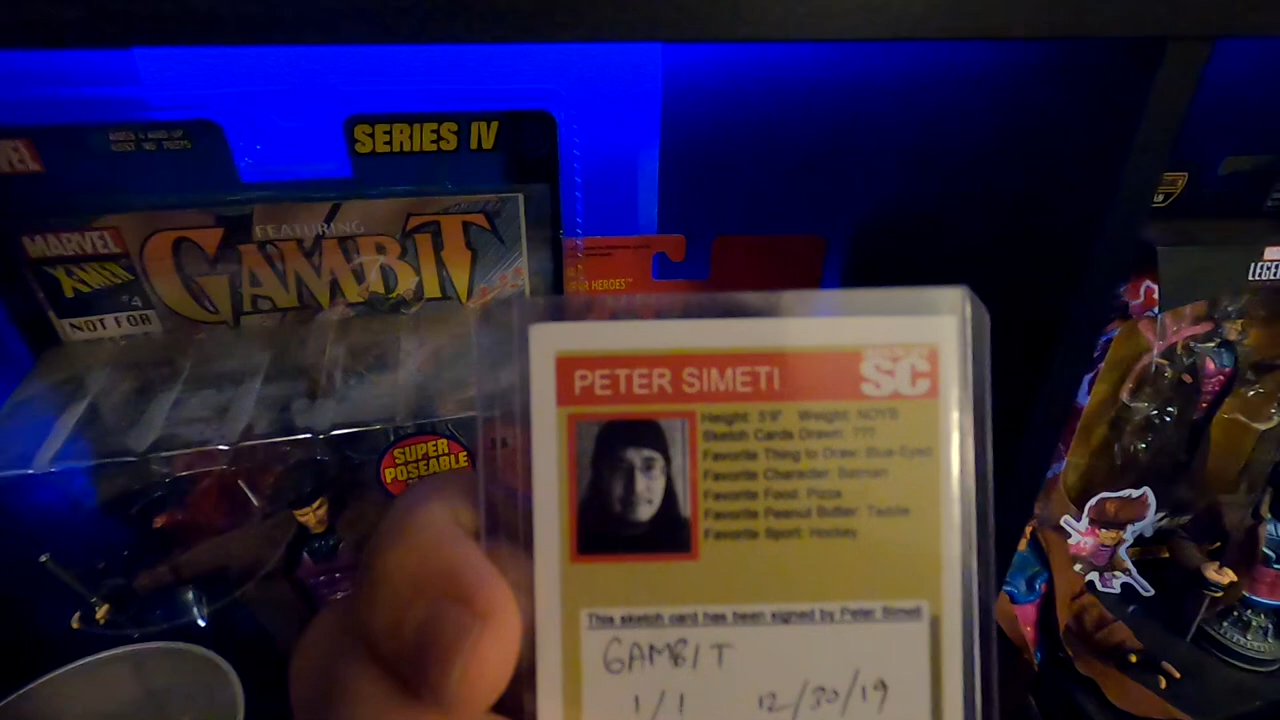 SERIES IV
MARVEL
X-MEN
#4
NOT FOR
FEATURING
GAMBIT
SUPER
POSEABLE
HEROES™
PETER SIMETI
SC
Height: 5'9" Weight: NOYB
Sketch Cards Drawn: ???
Favorite Thing to Draw: Blue-Eyed
Favorite Character: Batman
Favorite Food: Pizza
Favorite Peanut Butter: Teddie
Favorite Sport: Hockey
This sketch card has been signed by Peter Simeti
GAMBIT
1/1 12/30/19